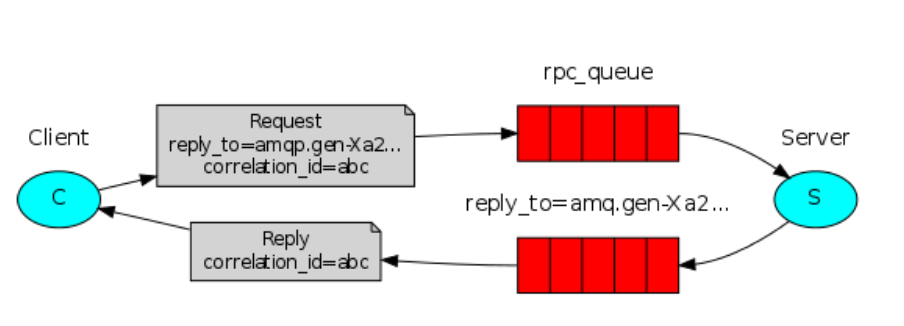 rpc_queue
Client
Request
reply_to=amqp.gen-Xa2...
correlation_id=abc
Server
C
S
reply_to=amq.gen-Xa2...
Reply
correlation_id=abc